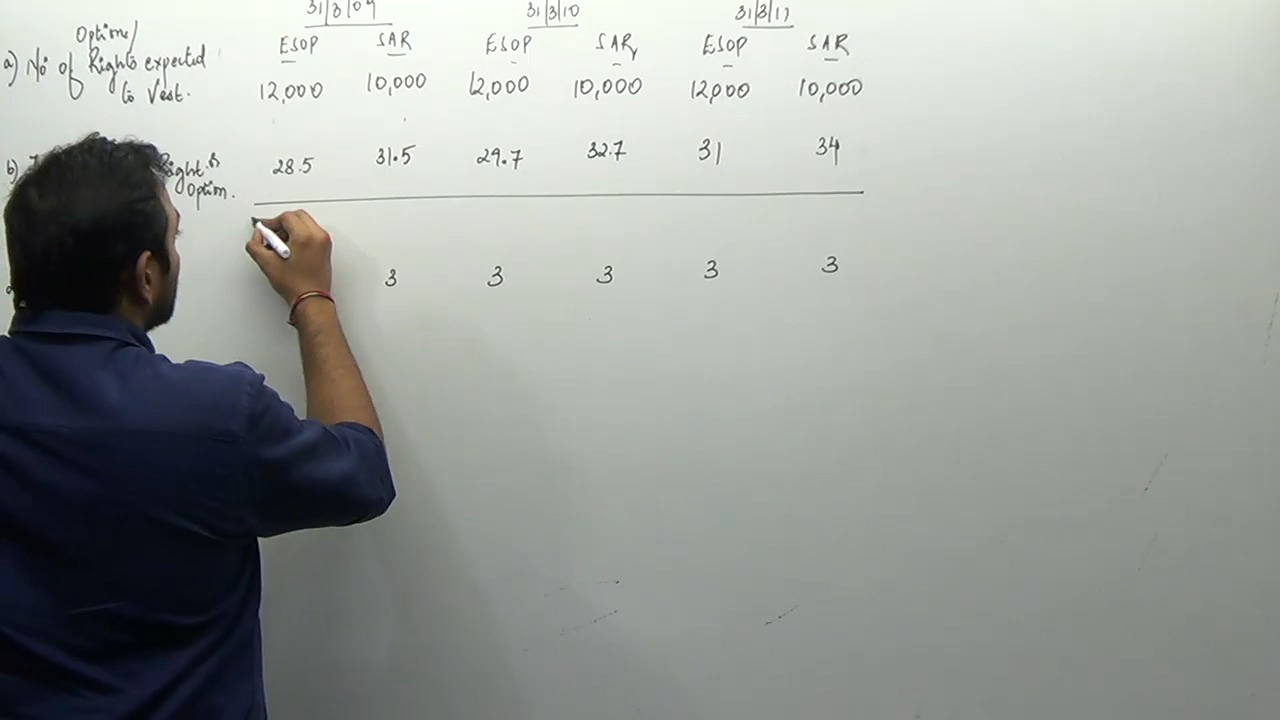 31/3/09 31/3/10 31/3/11
Options/
ESOP SAR ESOP SAR ESOP SAR
a) No of Rights expected
to Vest.
12,000 10,000 12,000 10,000 12,000 10,000
b) Right &
Option.
28.5 31.5 29.7 32.7 31 34
3 3 3 3 3